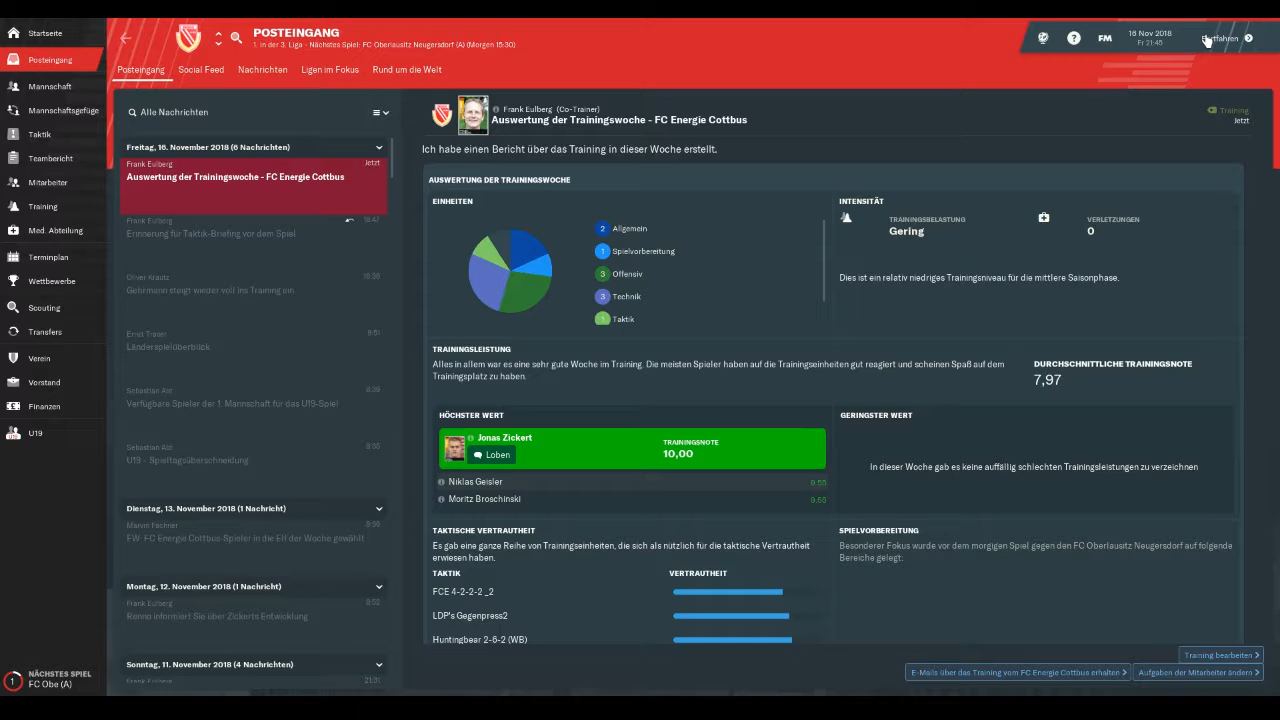 Startseite
Posteingang
Mannschaft
Mannschaftsgefüge
Taktik
Teambericht
Mitarbeiter
Training
Med. Abteilung
Terminplan
Wettbewerbe
Scouting
Transfers
Verein
Vorstand
Finanzen
U19
U19
1
NÄCHSTES SPIEL
FC Obe (A)
POSTEINGANG
1. in der 3. Liga - Nächstes Spiel: FC Oberlausitz Neugersdorf (A) (Morgen 15:30)
FM
16 Nov 2018
Fr 21:45
Posteingang
Social Feed
Nachrichten
Ligen im Fokus
Rund um die Welt
Alle Nachrichten
Freitag, 16. November 2018 (6 Nachrichten)
Frank Eulberg
Jetzt
Auswertung der Trainingswoche - FC Energie Cottbus
Frank Eulberg
Erinnerung für Taktik-Briefing vor dem Spiel
Oliver Krautz
Gehrmann steigt wieder voll ins Training ein
Länderspielüberblick
Sebastian Abt
Verfügbare Spieler der 1. Mannschaft für das U19-Spiel
Sebastian Abt
U19 - Spieltagsüberschneidung
Dienstag, 13. November 2018 (1 Nachricht)
FW: FC Energie Cottbus-Spieler in die Elf der Woche gewählt
Montag, 12. November 2018 (1 Nachricht)
Frank Eulberg
Renno informiert Sie über Zickerts Entwicklung
Sonntag, 11. November 2018 (4 Nachrichten)
Frank Eulberg
21:31
Frank Eulberg (Co-Trainer)
Auswertung der Trainingswoche - FC Energie Cottbus
Training
Jetzt
Ich habe einen Bericht über das Training in dieser Woche erstellt.
AUSWERTUNG DER TRAININGSWOCHE
EINHEITEN
2 Allgemein
1 Spielvorbereitung
3 Offensiv
3 Technik
1 Taktik
INTENSITÄT
TRAININGSBELASTUNG
Gering
VERLETZUNGEN
0
Dies ist ein relativ niedriges Trainingsniveau für die mittlere Saisonphase.
TRAININGSLEISTUNG
Alles in allem war es eine sehr gute Woche im Training. Die meisten Spieler haben auf die Trainingseinheiten gut reagiert und scheinen Spaß auf dem
Trainingsplatz zu haben.
DURCHSCHNITTLICHE TRAININGSNOTE
7,97
HÖCHSTER WERT
Jonas Zickert
Loben
TRAININGSNOTE
10,00
Niklas Geisler
Moritz Broschinski
GERINGSTER WERT
In dieser Woche gab es keine auffällig schlechten Trainingsleistungen zu verzeichnen
TAKTISCHE VERTRAUTHEIT
Es gab eine ganze Reihe von Trainingseinheiten, die sich als nützlich für die taktische Vertrautheit
erwiesen haben.
TAKTIK
VERTRAUTHEIT
FCE 4-2-2-2 _2
LDP's Gegenpress2
Huntingbear 2-6-2 (WB)
SPIELVORBEREITUNG
Besonderer Fokus wurde vor dem morgigen Spiel gegen den FC Oberlausitz Neugersdorf auf folgende
Bereiche gelegt:
Training bearbeiten
E-Mails über das Training vom FC Energie Cottbus erhalten
Aufgaben der Mitarbeiter ändern